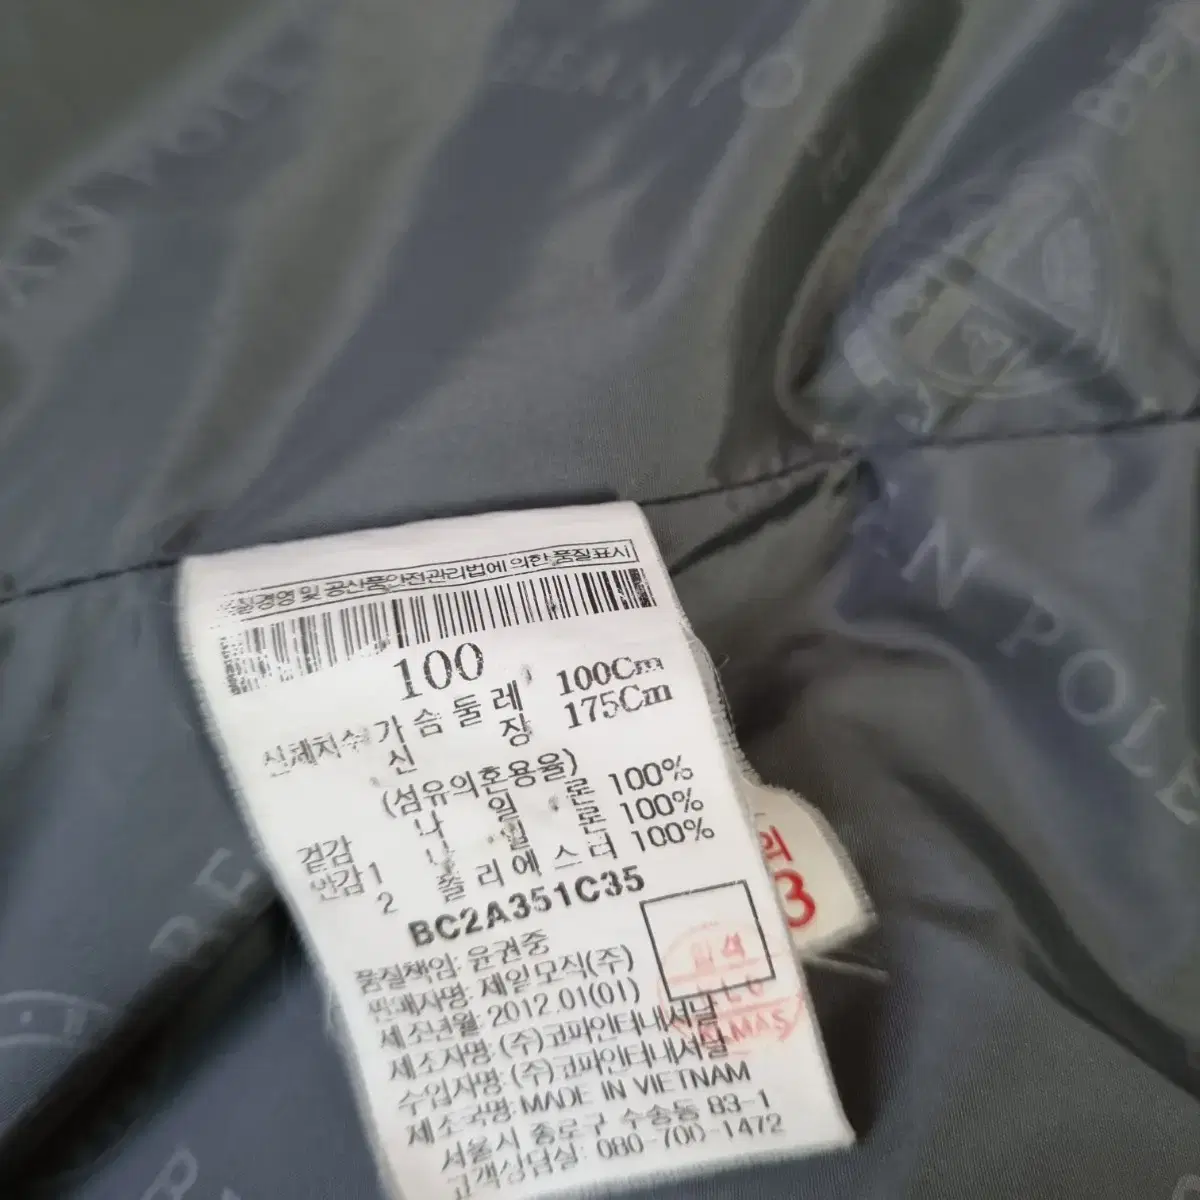 BEANPOLE
품질경영 및 공산품안전관리법에 의한 품질표시
100
신체치수 가슴둘레 100Cm
신 장 175Cm
(섬유의혼용율)
겉감 나 일 론 100%
안감 1 나 일 론 100%
2 폴 리 에 스 터 100%
BC2A351C35
품질책임: 윤권중
판매자명: 제일모직(주)
제조년월: 2012.01(01)
제조자명: (주)코파인터내셔날
수입자명: (주)코파인터내셔날
제조국명: MADE IN VIETNAM
서울시 종로구 수송동 83-1
고객상담실: 080-700-1472
의
3